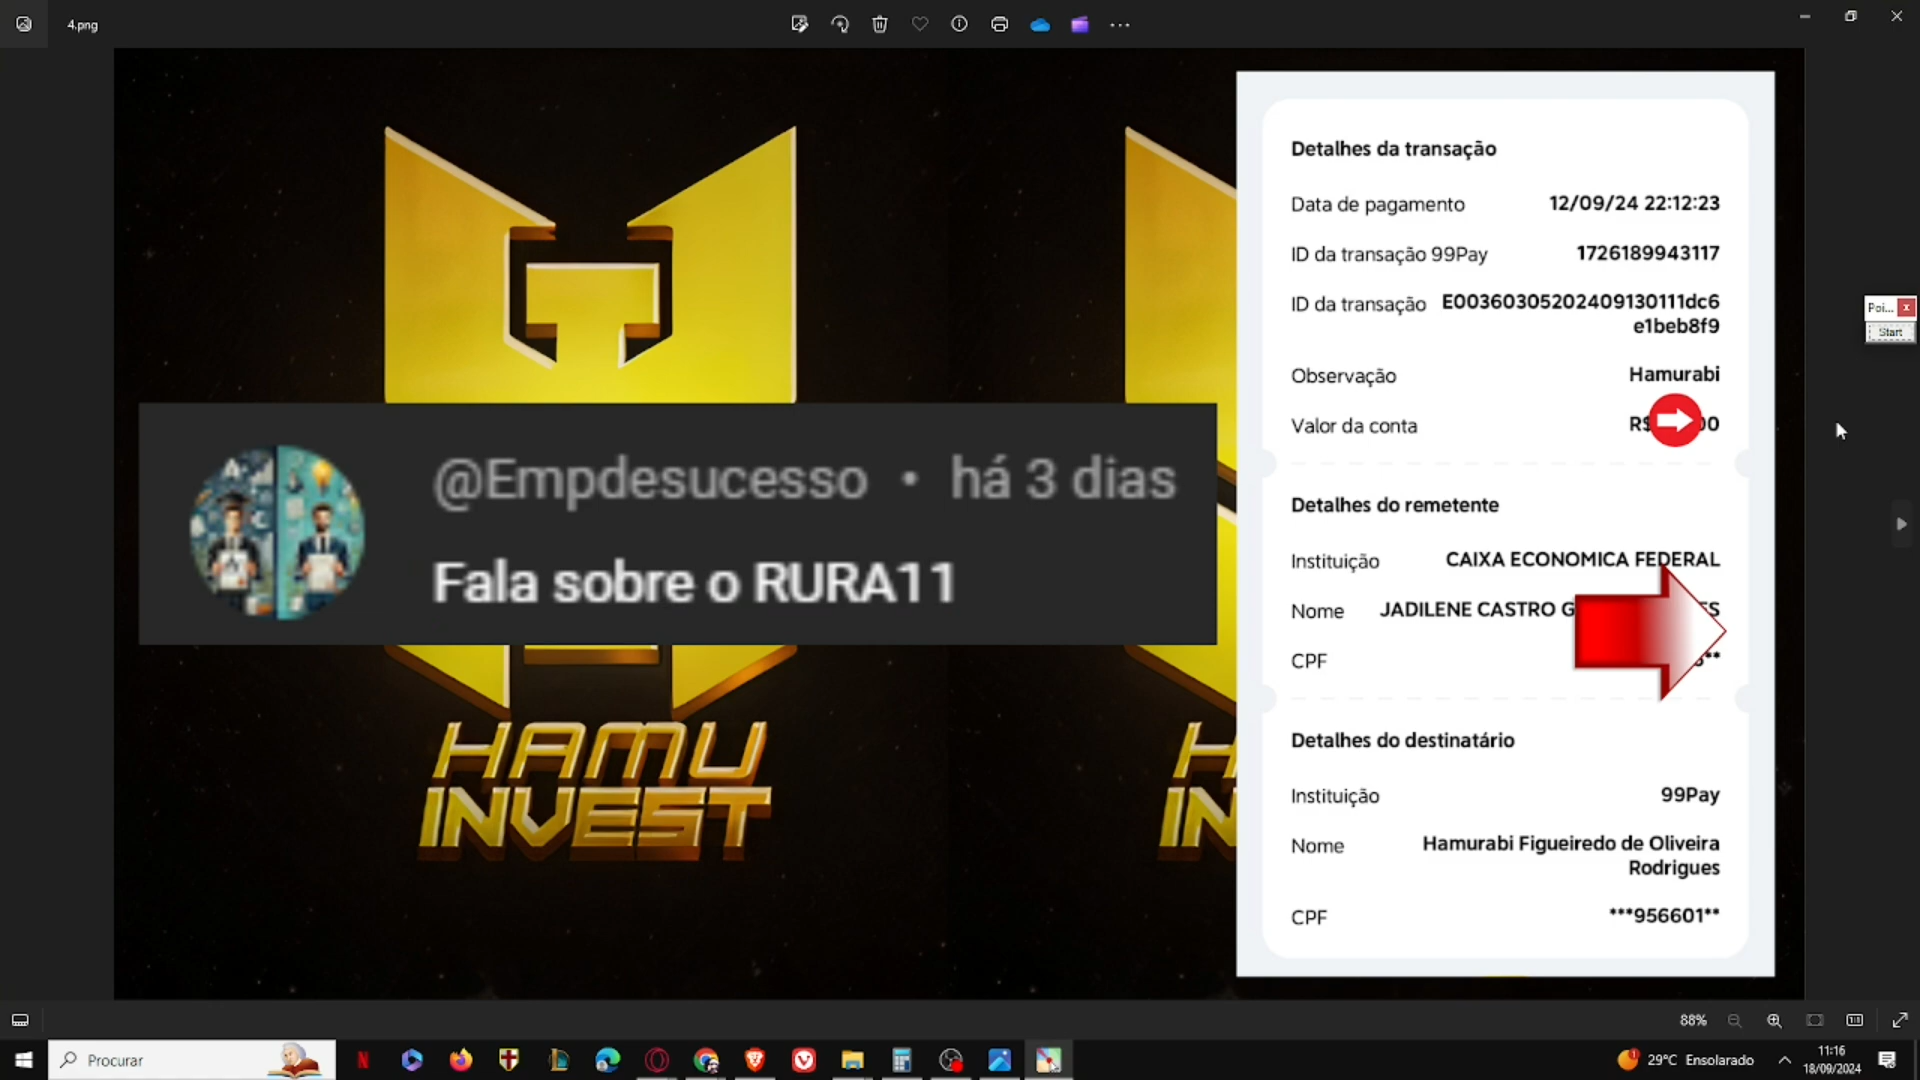 4.png
HAMU
INVEST
H
IN
@Empdesucesso • há 3 dias
Fala sobre o RURA11
Detalhes da transação
Data de pagamento 12/09/24 22:12:23
ID da transação 99Pay 1726189943117
ID da transação E00360305202409130111dc6
e1beb8f9
Observação Hamurabi
Valor da conta
Detalhes do remetente
Instituição CAIXA ECONOMICA FEDERAL
Nome JADILENE CASTRO
CPF
Detalhes do destinatário
Instituição 99Pay
Nome Hamurabi Figueiredo de Oliveira
Rodrigues
CPF ***956601**
Poi...
Start
88%
Procurar
29°C Ensolarado
11:16
18/09/2024